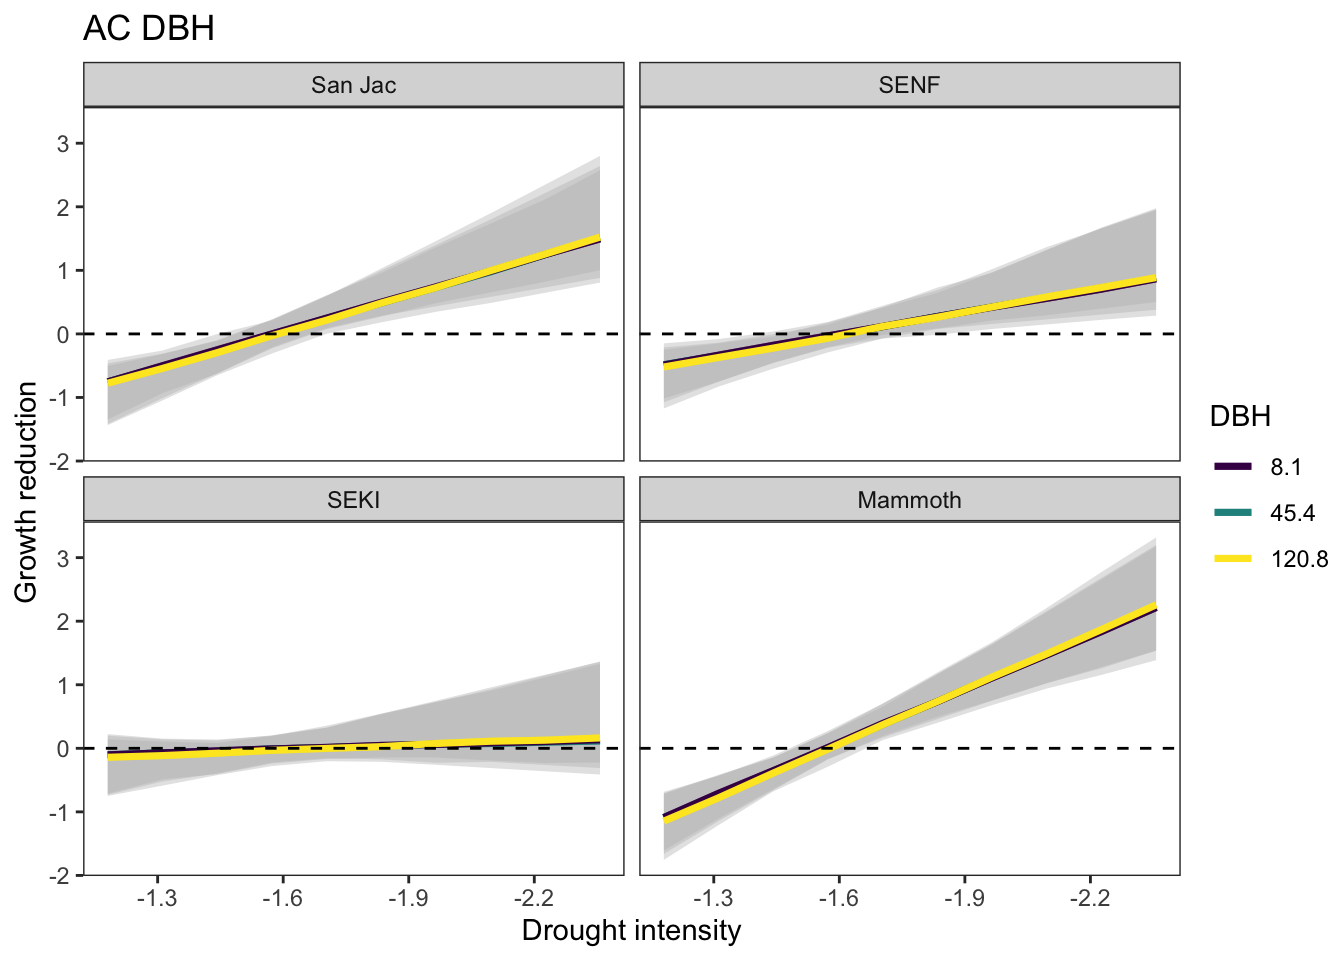 AC DBH
San Jac
SENF
3
2
1
0
-1
-2
SEKI
Mammoth
3
2
1
0
-1
-2
-1.3
-1.6
-1.9
-2.2
-1.3
-1.6
-1.9
-2.2
Drought intensity
Growth reduction
DBH
8.1
45.4
120.8